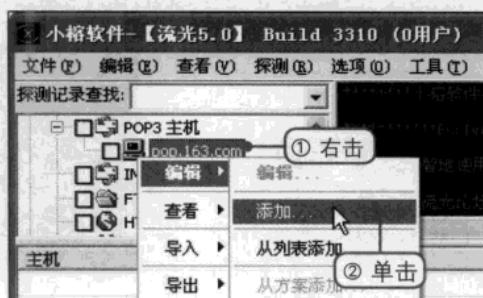 小榕软件-【流光5.0】 Build 3310 (0用户)
文件(F) 编辑(E) 查看(V) 探测(R) 选项(O) 工具(T)
探测记录查找:
POP3 主机
pop.163.com
① 右击
编辑
编辑...
查看
添加...
导入
从列表添加
② 单击
主机
导出
从方案添加